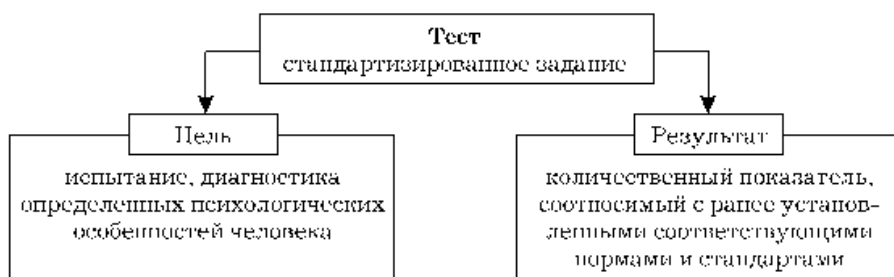 Тест
стандартизированное задание
Цель
испытание, диагностика
определенных психологических
особенностей человека
Результат
количественный показатель,
соотносимый с ранее установ-
ленными соответствующими
нормами и стандартами